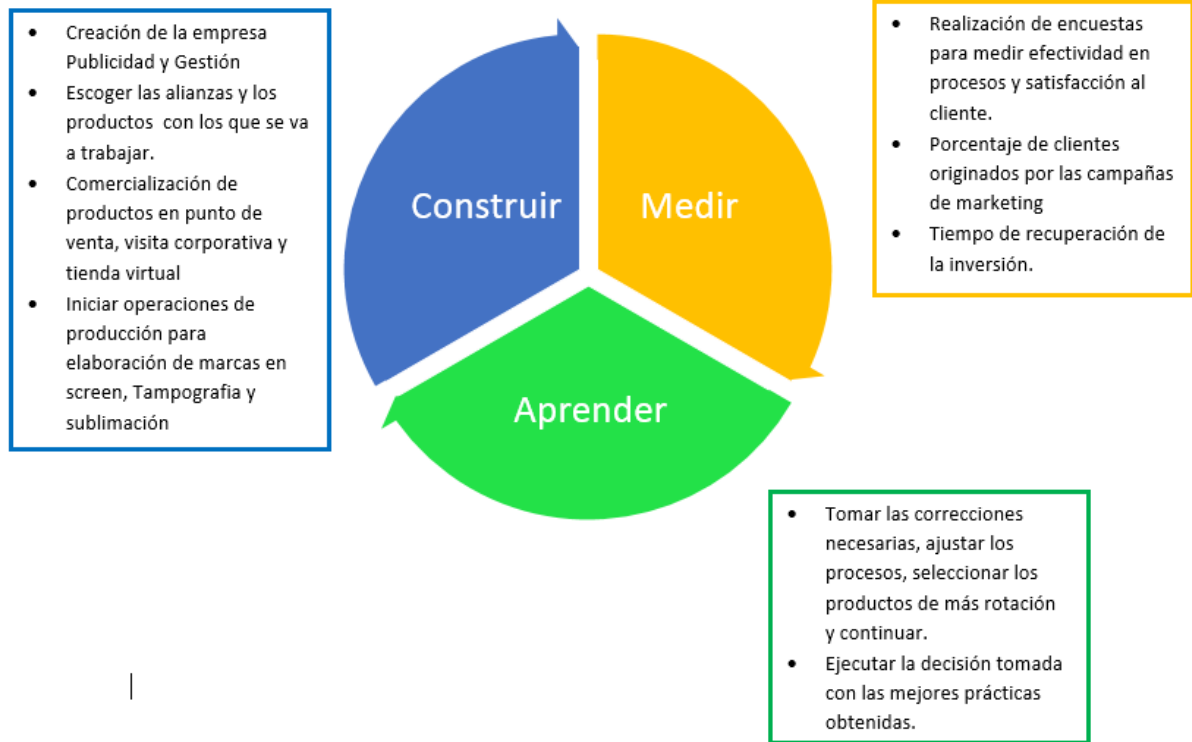 • Creación de la empresa
Publicidad y Gestión
• Escoger las alianzas y los
productos con los que se va
a trabajar.
• Comercialización de
productos en punto de
venta, visita corporativa y
tienda virtual
• Iniciar operaciones de
producción para
elaboración de marcas en
screen, Tampografia y
sublimación
Construir
Medir
Aprender
• Realización de encuestas
para medir efectividad en
procesos y satisfacción al
cliente.
• Porcentaje de clientes
originados por las campañas
de marketing
• Tiempo de recuperación de
la inversión.
• Tomar las correcciones
necesarias, ajustar los
procesos, seleccionar los
productos de más rotación
y continuar.
• Ejecutar la decisión tomada
con las mejores prácticas
obtenidas.